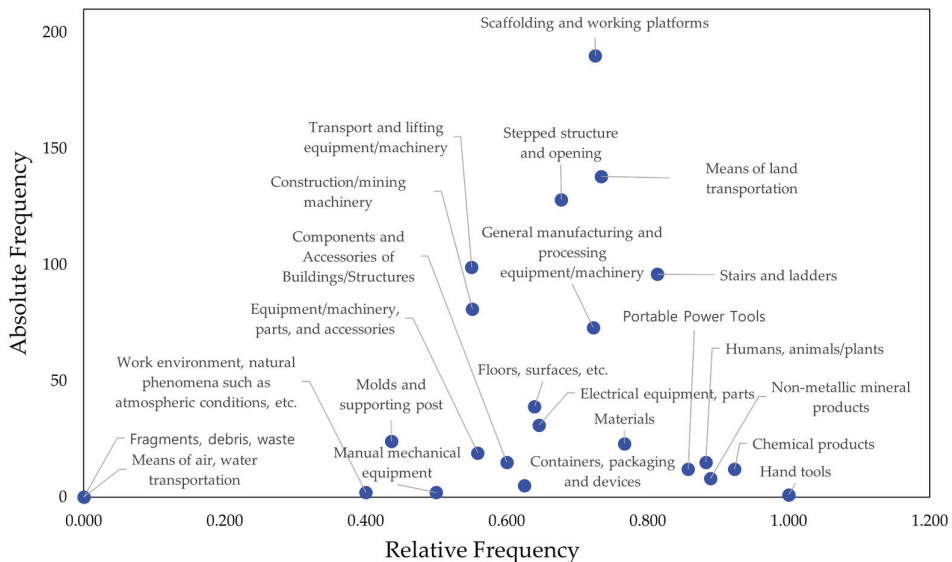 Scaffolding and working platforms
200
Transport and lifting
equipment/machinery
Stepped structure
and opening
Means of land
transportation
150
Construction/mining
machinery
General manufacturing and
processing
equipment/machinery
Components and
Accessories of
Buildings/Structures
Stairs and ladders
100
Equipment/machinery,
parts, and accessories
Portable Power Tools
Humans, animals/plants
Work environment, natural
phenomena such as
atmospheric conditions, etc.
Molds and
supporting post
Floors, surfaces, etc.
Electrical equipment, parts
Non-metallic mineral
products
50
Materials
Fragments, debris, waste
Means of air, water
transportation
Manual mechanical
equipment
Containers, packaging
and devices
Chemical products
Hand tools
0
0.000
0.200
0.400
0.600
0.800
1.000
1.200
Absolute Frequency
Relative Frequency